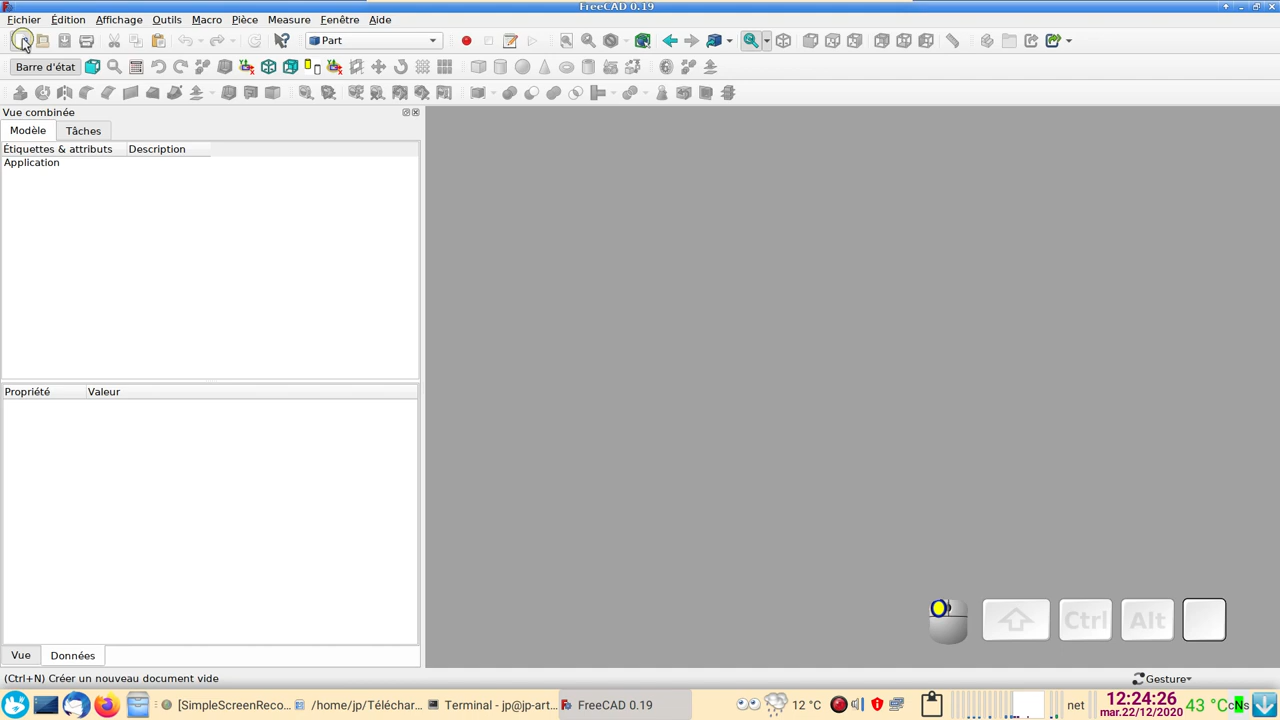 FreeCAD 0.19
Fichier Édition Affichage Outils Macro Pièce Measure Fenêtre Aide
Part
Barre d'état
Vue combinée
Modèle Tâches
Étiquettes & attributs Description
Application
Propriété Valeur
Ctrl Alt
Vue Données
(Ctrl+N) Créer un nouveau document vide
Gesture
[SimpleScreenReco... /home/jp/Téléchar... Terminal - jp@jp-art... FreeCAD 0.19 12 °C net 12:24:26 43 °C
mar.22/12/2020